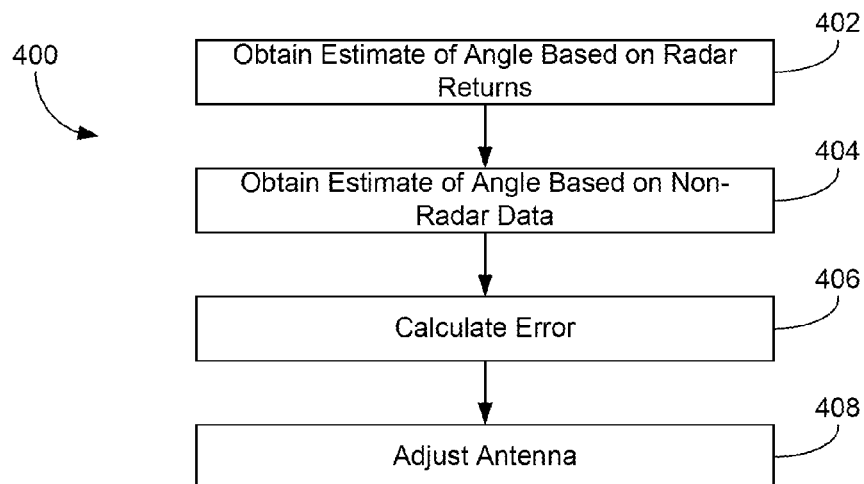 402
400
Obtain Estimate of Angle Based on Radar
Returns
404
Obtain Estimate of Angle Based on Non-
Radar Data
406
Calculate Error
408
Adjust Antenna